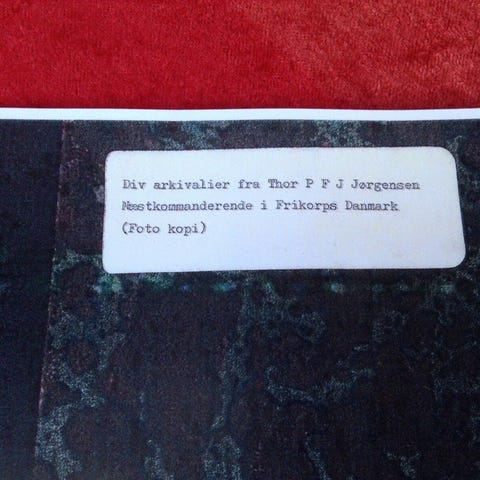 Div arkivalier fra Thor P F J Jørgensen
Næstkommanderende i Frikorps Danmark
(Foto kopi)